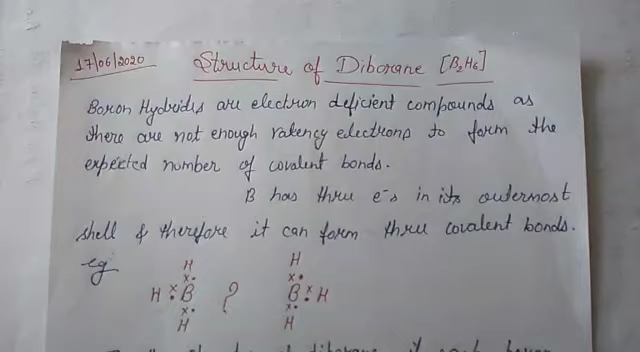 17/06/2020 Structure of Diborane [B2H6]
Boron Hydrides are electron deficient compounds as
there are not enough valency electrons to form the
expected number of covalent bonds.
B has three e-s in its outermost
shell & therefore it can form three covalent bonds.
eg
H H
H B ? B H
H H